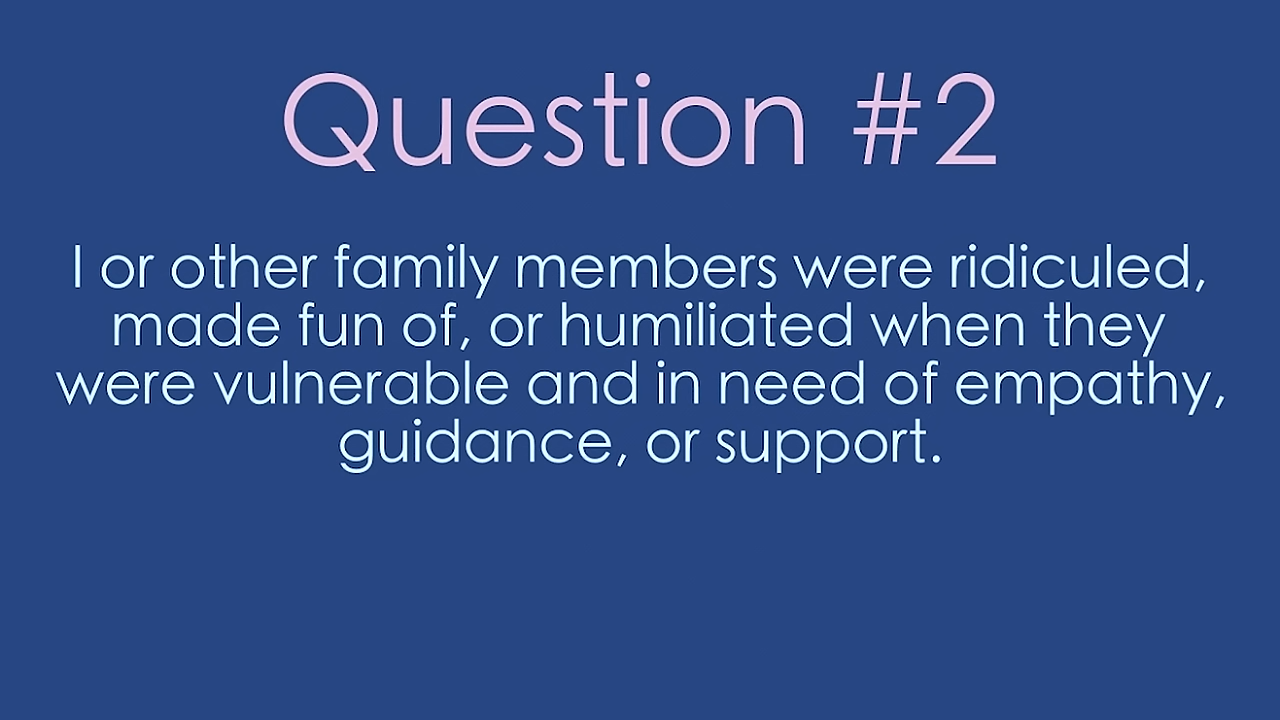 Question #2
I or other family members were ridiculed,
made fun of, or humiliated when they
were vulnerable and in need of empathy,
guidance, or support.